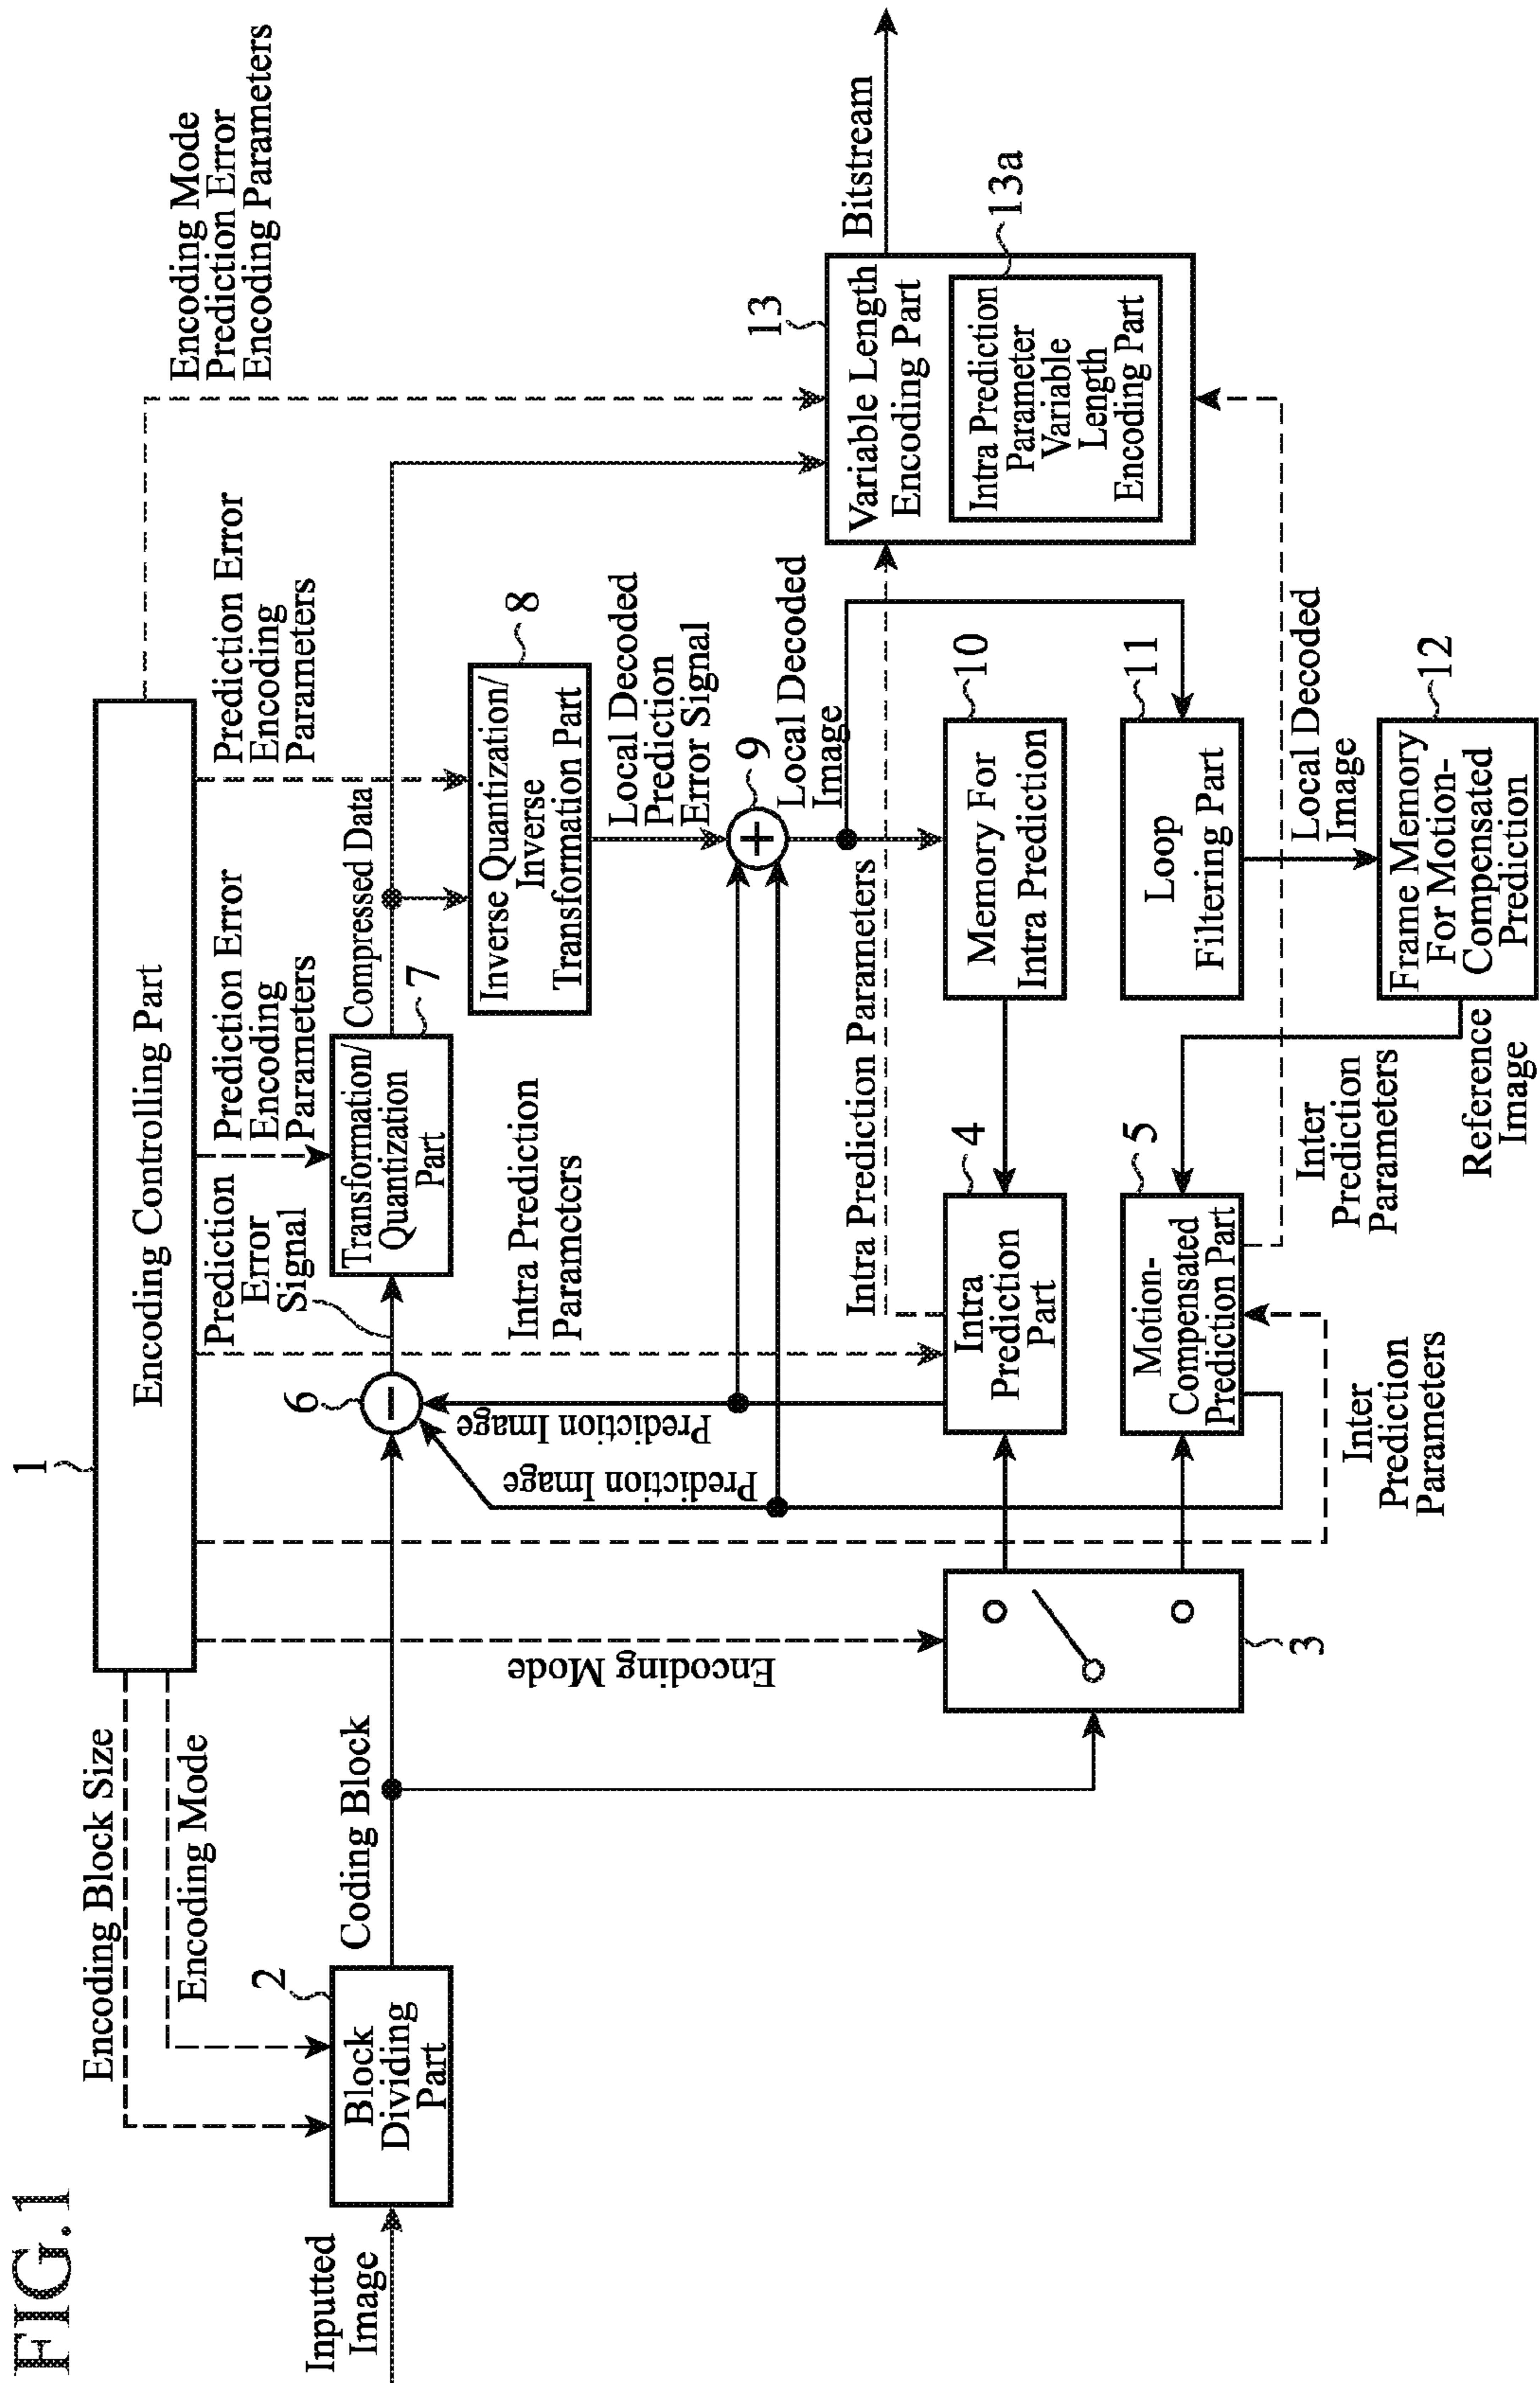 FIG.1
1
Encoding Controlling Part
Encoding Block Size
Encoding Mode
Encoding Mode
Prediction Error
Encoding Parameters
Prediction Error
Encoding
Parameters
Prediction Error
Encoding
Parameters
Prediction
Error
Signal
Inputted
Image
2
Block
Dividing
Part
Coding Block
6
−
Transformation/
Quantization
Part
7
Compressed Data
Inverse Quantization/
Inverse
Transformation Part
8
Local Decoded
Prediction
Error Signal
9
+
Local Decoded
Image
Prediction Image
Prediction Image
Intra Prediction
Parameters
Encoding Mode
3
Intra Prediction Parameters
4
Intra
Prediction
Part
10
Memory For
Intra Prediction
5
Motion-
Compensated
Prediction Part
11
Loop
Filtering Part
Local Decoded
Image
12
Frame Memory
For Motion-
Compensated
Prediction
Reference
Image
Inter
Prediction
Parameters
Inter
Prediction
Parameters
13
Variable Length
Encoding Part
13a
Intra Prediction
Parameter
Variable
Length
Encoding Part
Bitstream